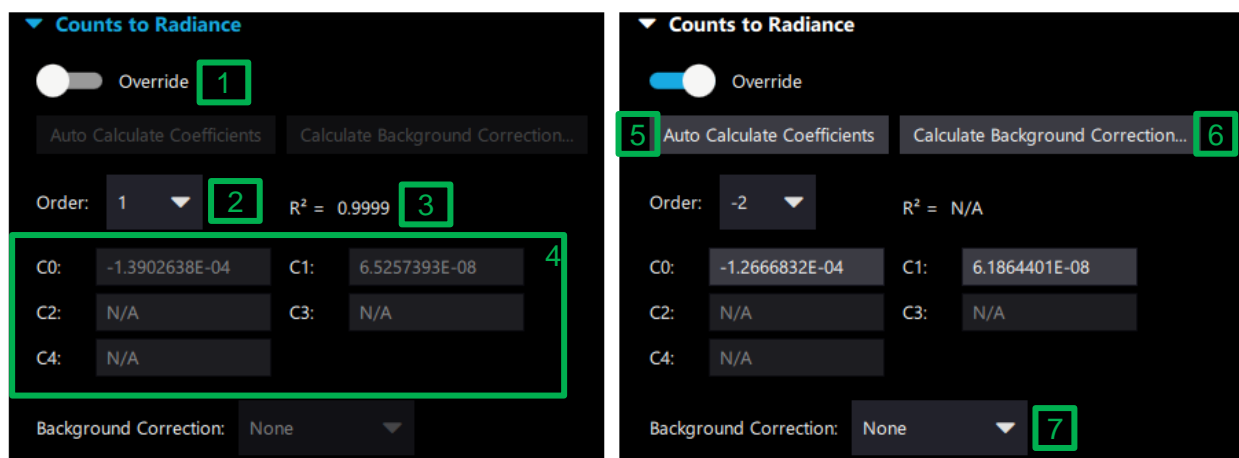 Counts to Radiance
Override 1
Auto Calculate Coefficients Calculate Background Correction...
Order: 1 2 R² = 0.9999 3
4
C0: -1.3902638E-04 C1: 6.5257393E-08
C2: N/A C3: N/A
C4: N/A
Background Correction: None
Counts to Radiance
Override
5 Auto Calculate Coefficients Calculate Background Correction... 6
Order: -2 R² = N/A
C0: -1.2666832E-04 C1: 6.1864401E-08
C2: N/A C3: N/A
C4: N/A
Background Correction: None 7